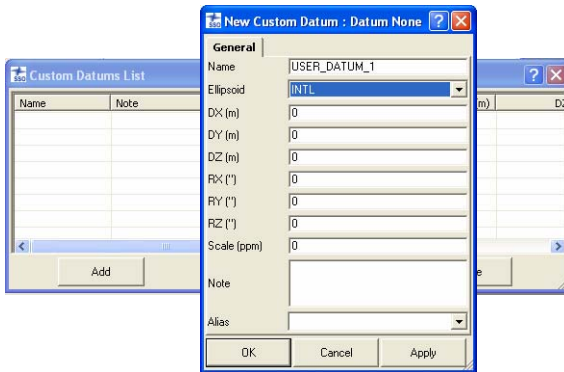 New Custom Datum : Datum None
General
Custom Datums List
Name
Note
m)
Name USER_DATUM_1
Ellipsoid INTL
DX (m) 0
DY (m) 0
DZ (m) 0
RX (") 0
RY (") 0
RZ (") 0
Scale (ppm) 0
Note
Alias
Add
OK
Cancel
Apply